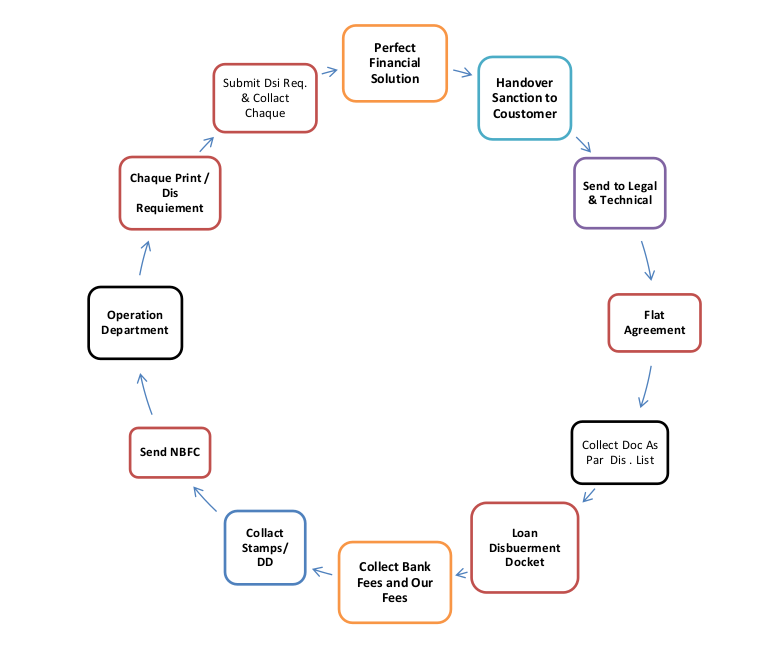 Perfect
Financial
Solution
Handover
Sanction to
Coustomer
Send to Legal
& Technical
Flat
Agreement
Collect Doc As
Par Dis . List
Loan
Disbuerment
Docket
Collect Bank
Fees and Our
Fees
Collact
Stamps/
DD
Send NBFC
Operation
Department
Chaque Print /
Dis
Requiement
Submit Dsi Req.
& Collact
Chaque